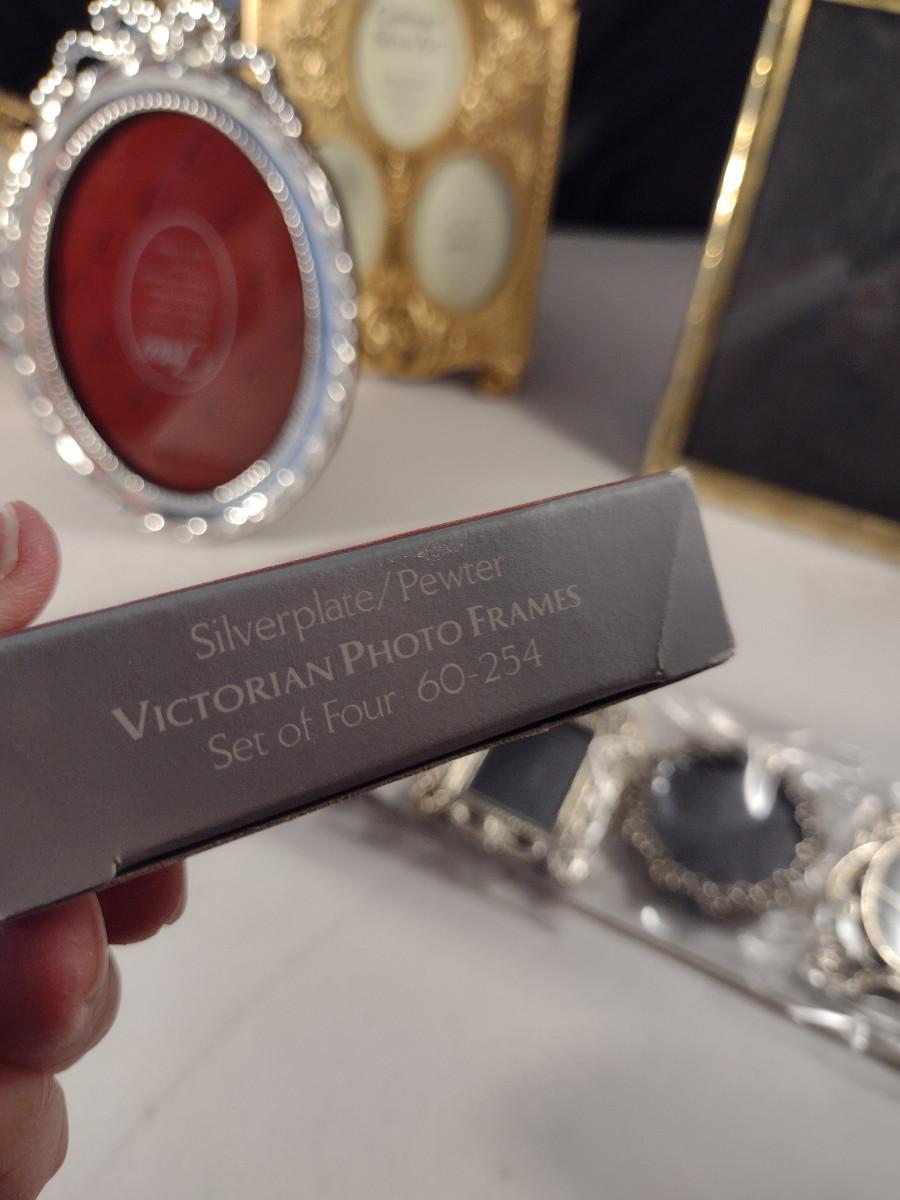 Silverplate/Pewter
VICTORIAN PHOTO FRAMES
Set of Four 60-254